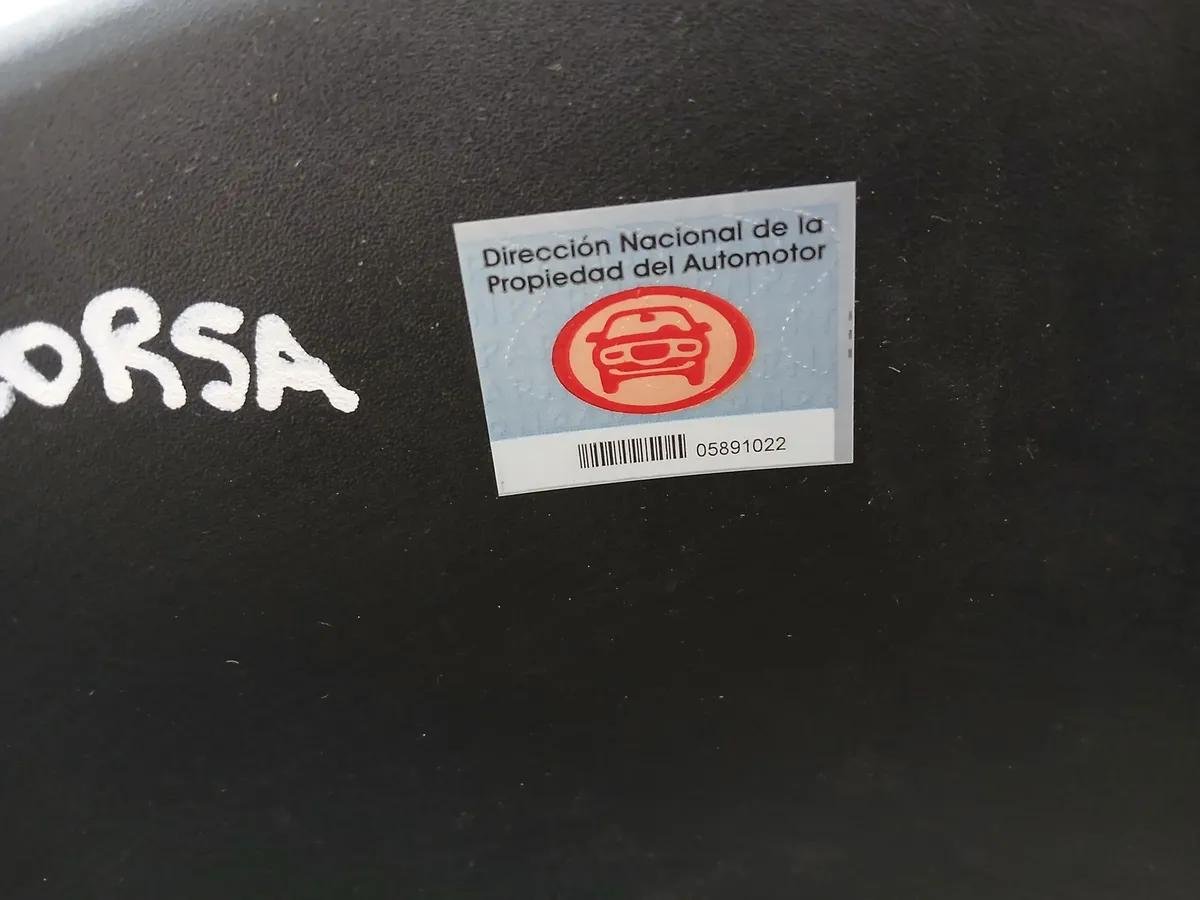 Dirección Nacional de la
Propiedad del Automotor
ORSA
05891022